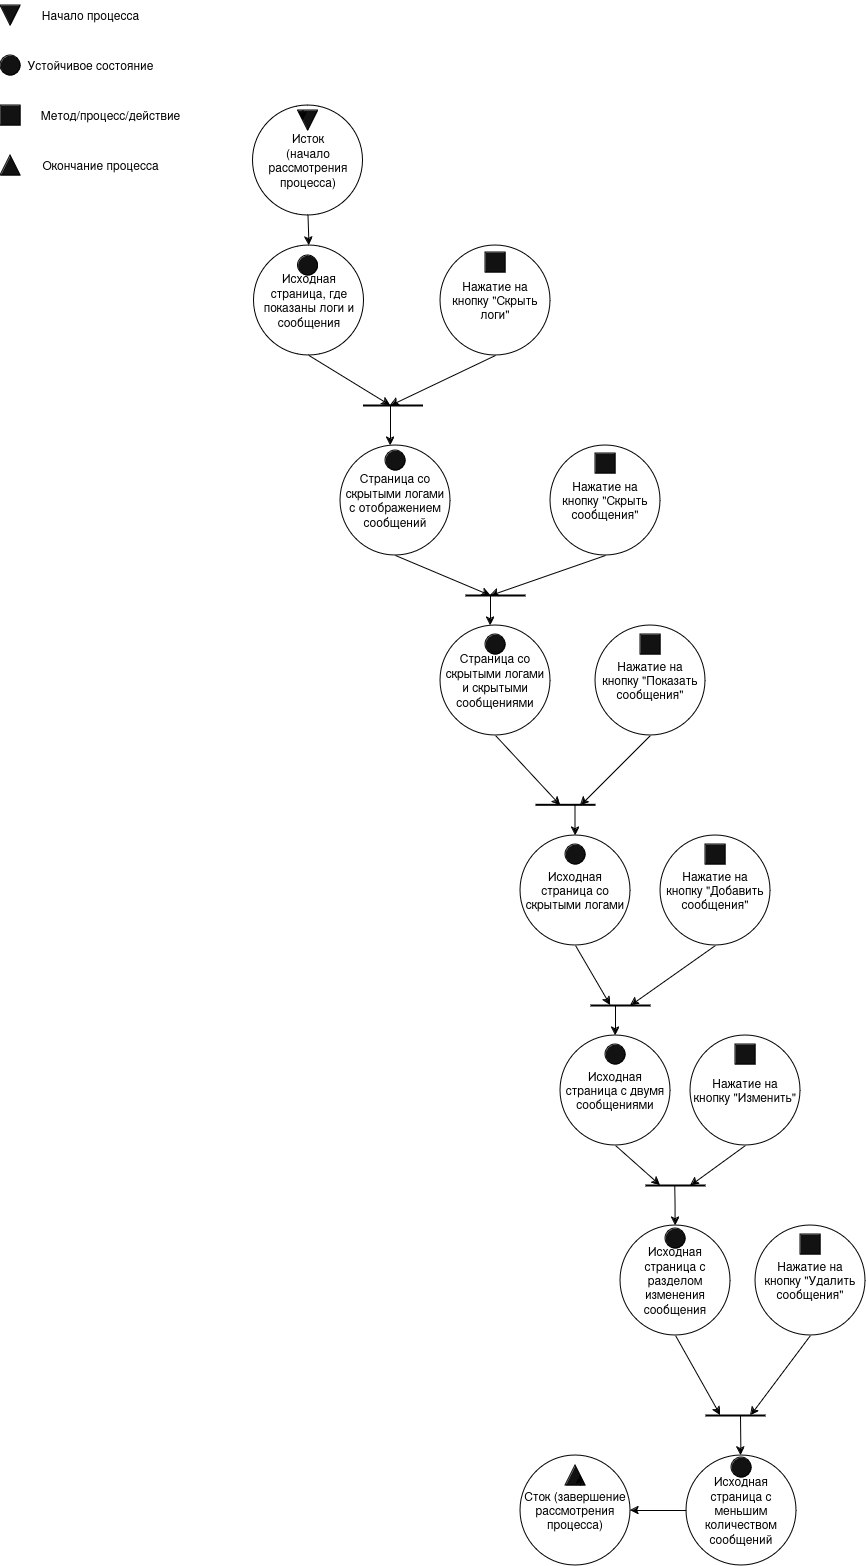 Начало процесса
Устойчивое состояние
Метод/процесс/действие
Окончание процесса
Исток
(начало
рассмотрения
процесса)
Исходная
страница, где
показаны логи и
сообщения
Нажатие на
кнопку "Скрыть
логи"
Страница со
скрытыми логами
с отображением
сообщений
Нажатие на
кнопку "Скрыть
сообщения"
Страница со
скрытыми логами
и скрытыми
сообщениями
Нажатие на
кнопку "Показать
сообщения"
Исходная
страница со
скрытыми логами
Нажатие на
кнопку "Добавить
сообщения"
Исходная
страница с двумя
сообщениями
Нажатие на
кнопку "Изменить"
Исходная
страница с
разделом
изменения
сообщения
Нажатие на
кнопку "Удалить
сообщения"
Исходная
страница с
меньшим
количеством
сообщений
Сток (завершение
рассмотрения
процесса)